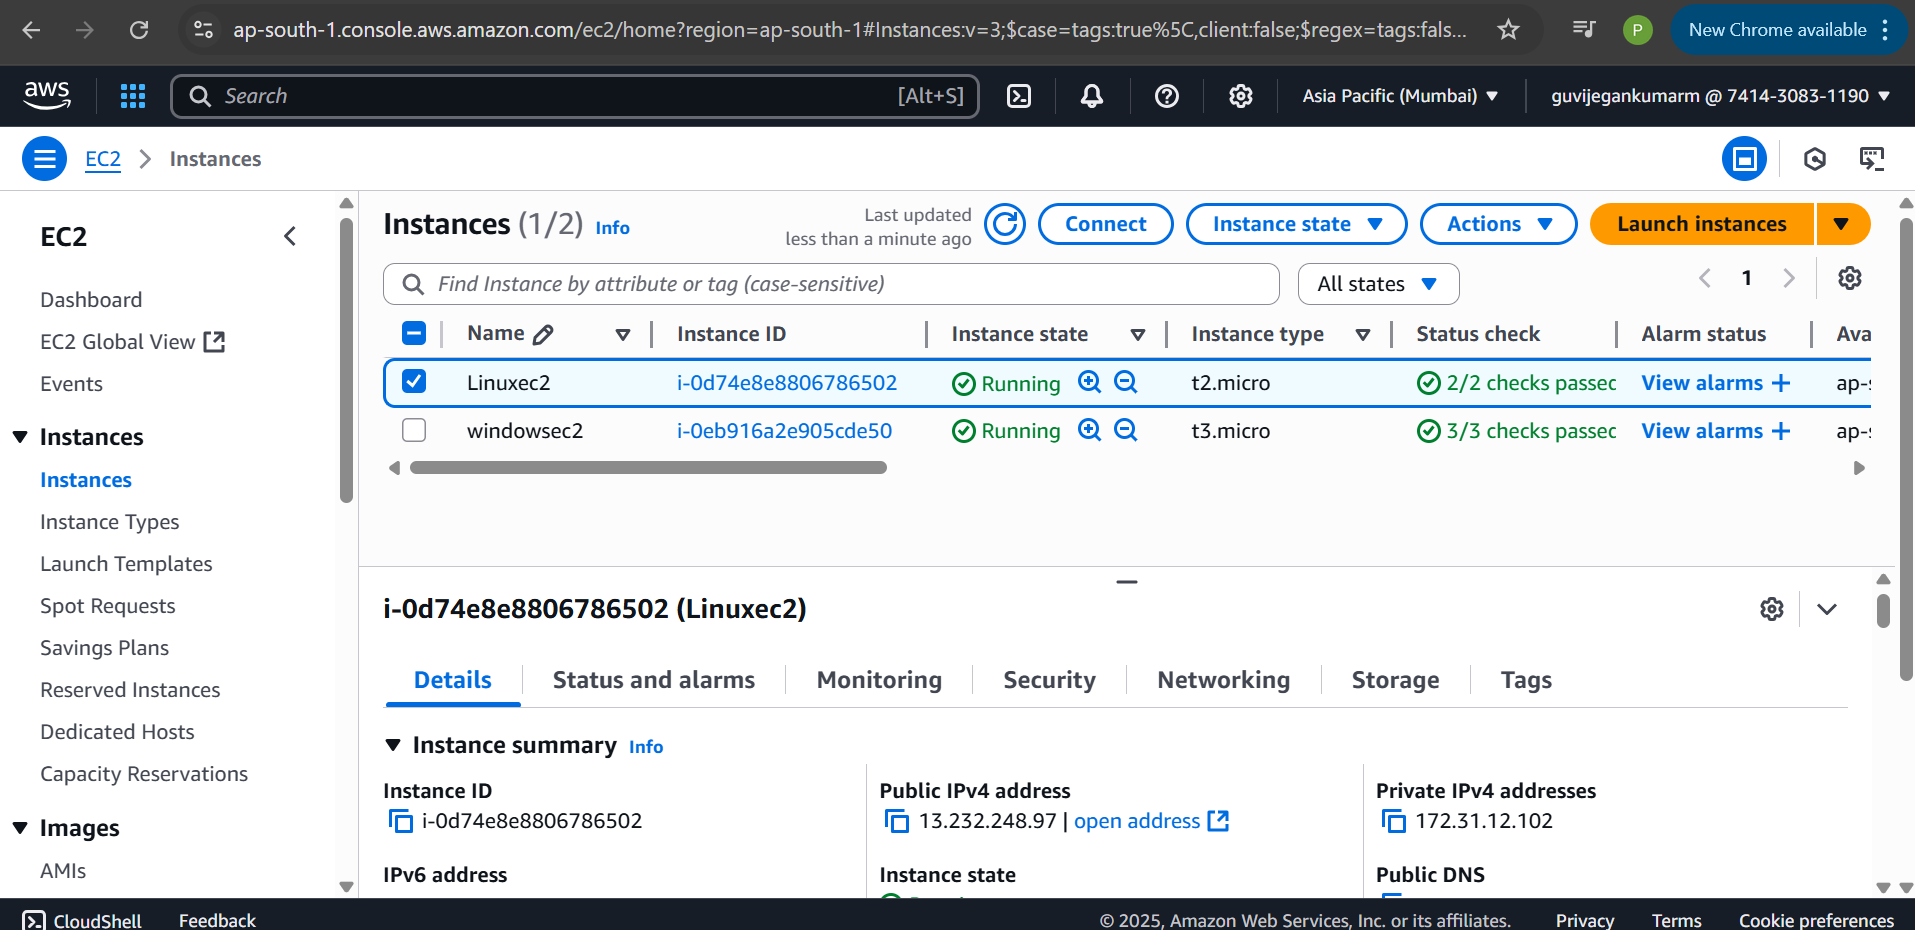 ap-south-1.console.aws.amazon.com/ec2/home?region=ap-south-1#Instances:v=3;$case=tags:true%5C,client:false;$regex=tags:fals...
P
New Chrome available
aws
Search
[Alt+S]
Asia Pacific (Mumbai)
guvijegankumarm @ 7414-3083-1190
EC2
Instances
EC2
Dashboard
EC2 Global View
Events
Instances
Instances
Instance Types
Launch Templates
Spot Requests
Savings Plans
Reserved Instances
Dedicated Hosts
Capacity Reservations
Images
AMIs
Instances (1/2) Info
Last updated
less than a minute ago
Connect
Instance state
Actions
Launch instances
Find Instance by attribute or tag (case-sensitive)
All states
1
Name Instance ID Instance state Instance type Status check Alarm status Ava
Linuxec2 i-0d74e8e8806786502 Running t2.micro 2/2 checks passec View alarms + ap-s
windowsec2 i-0eb916a2e905cde50 Running t3.micro 3/3 checks passec View alarms + ap-s
i-0d74e8e8806786502 (Linuxec2)
Details Status and alarms Monitoring Security Networking Storage Tags
Instance summary Info
Instance ID
i-0d74e8e8806786502
Public IPv4 address
13.232.248.97 | open address
Private IPv4 addresses
172.31.12.102
IPv6 address
Instance state
Public DNS
CloudShell Feedback
© 2025, Amazon Web Services, Inc. or its affiliates. Privacy Terms Cookie preferences